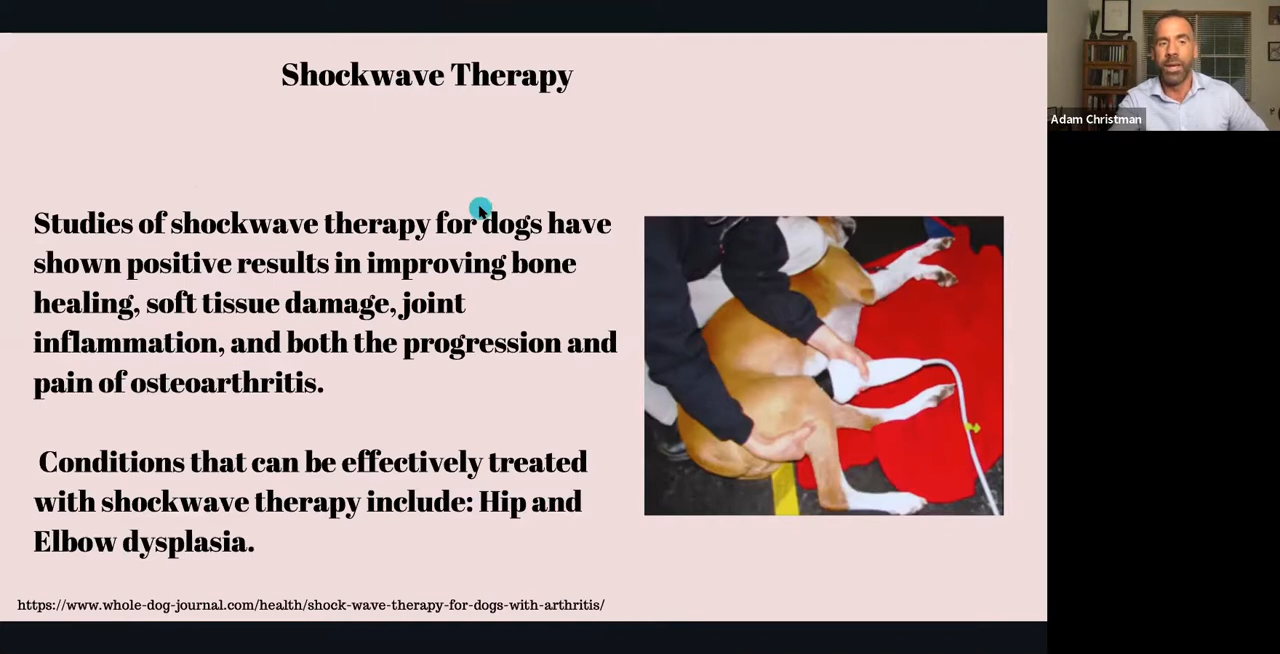 Shockwave Therapy
Adam Christman
Studies of shockwave therapy for dogs have
shown positive results in improving bone
healing, soft tissue damage, joint
inflammation, and both the progression and
pain of osteoarthritis.
Conditions that can be effectively treated
with shockwave therapy include: Hip and
Elbow dysplasia.
https://www.whole-dog-journal.com/health/shock-wave-therapy-for-dogs-with-arthritis/